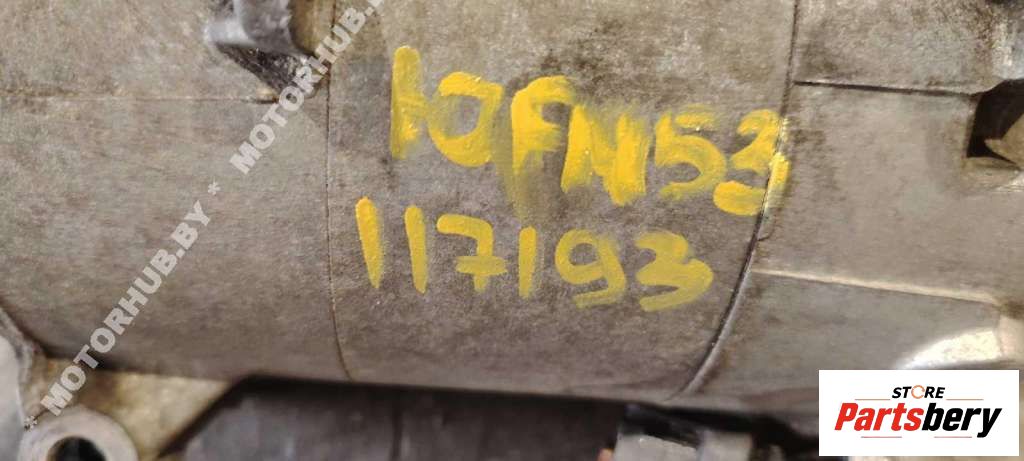 10FN53
117193
* MOTORHUB.BY * MOTORHUB.BY
STORE
Partsbery